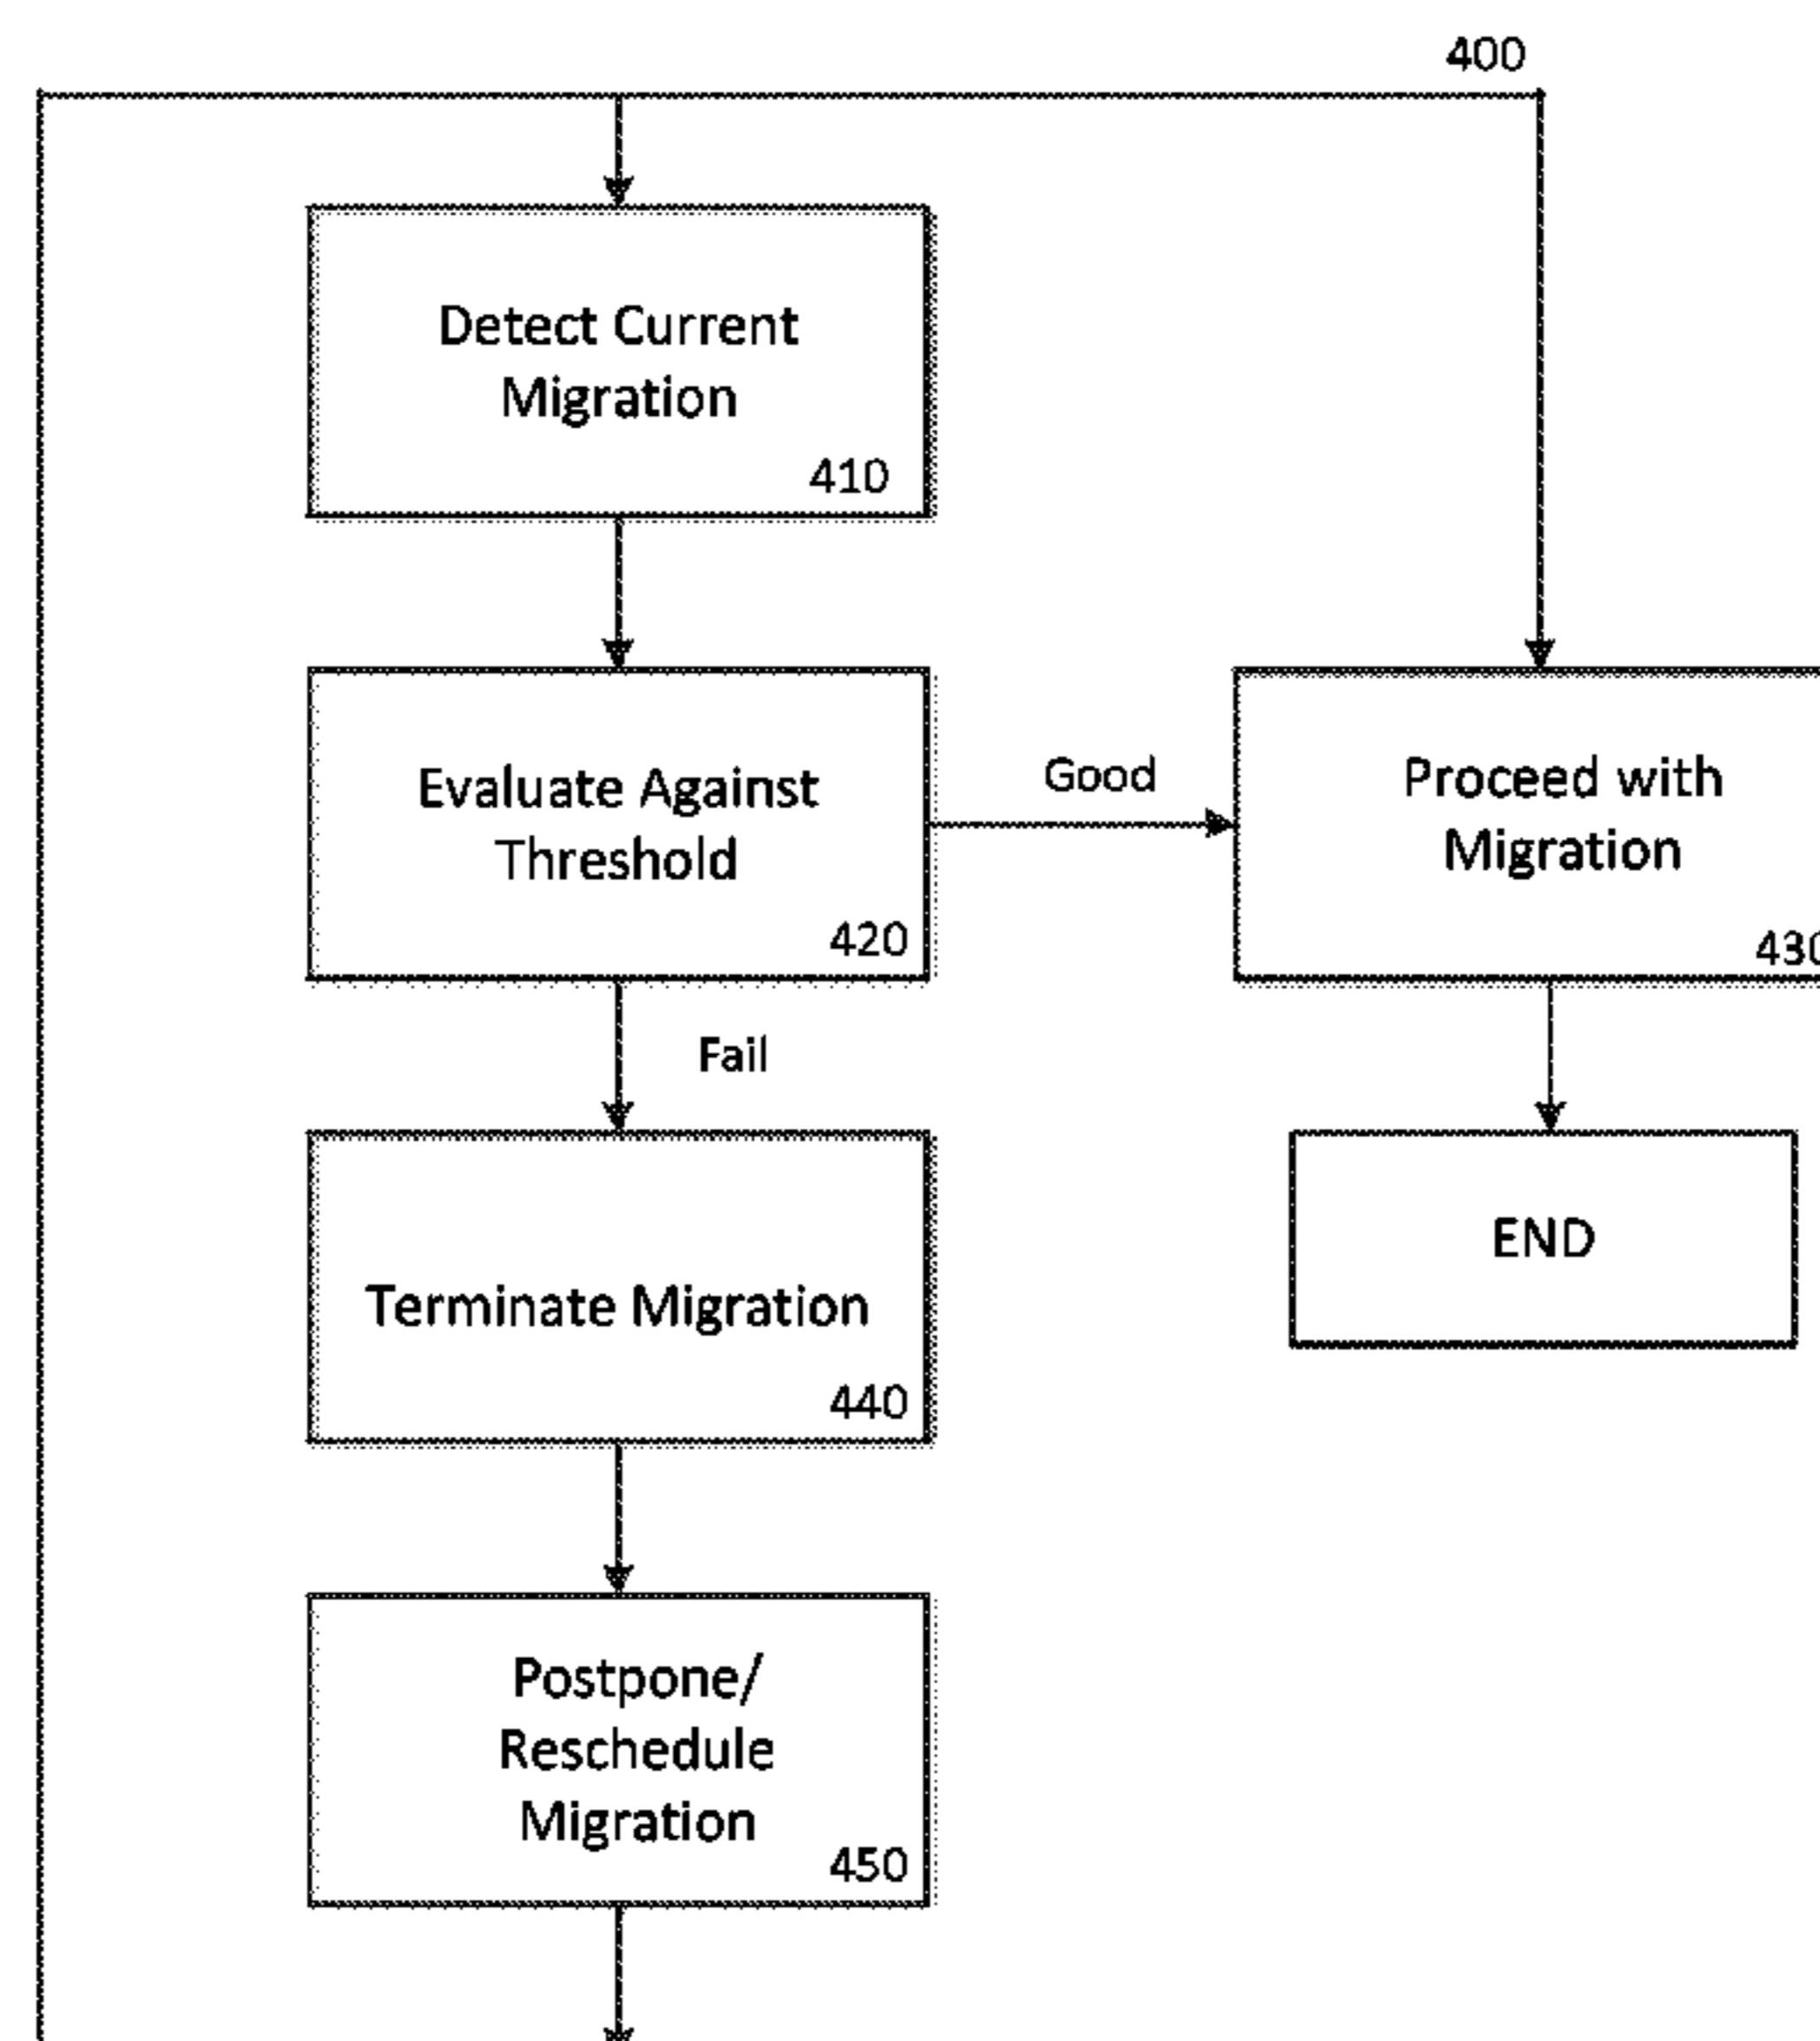 400
Detect Current
Migration
410
Evaluate Against
Threshold
420
Good
Proceed with
Migration
430
Fail
Terminate Migration
440
END
Postpone/
Reschedule
Migration
450